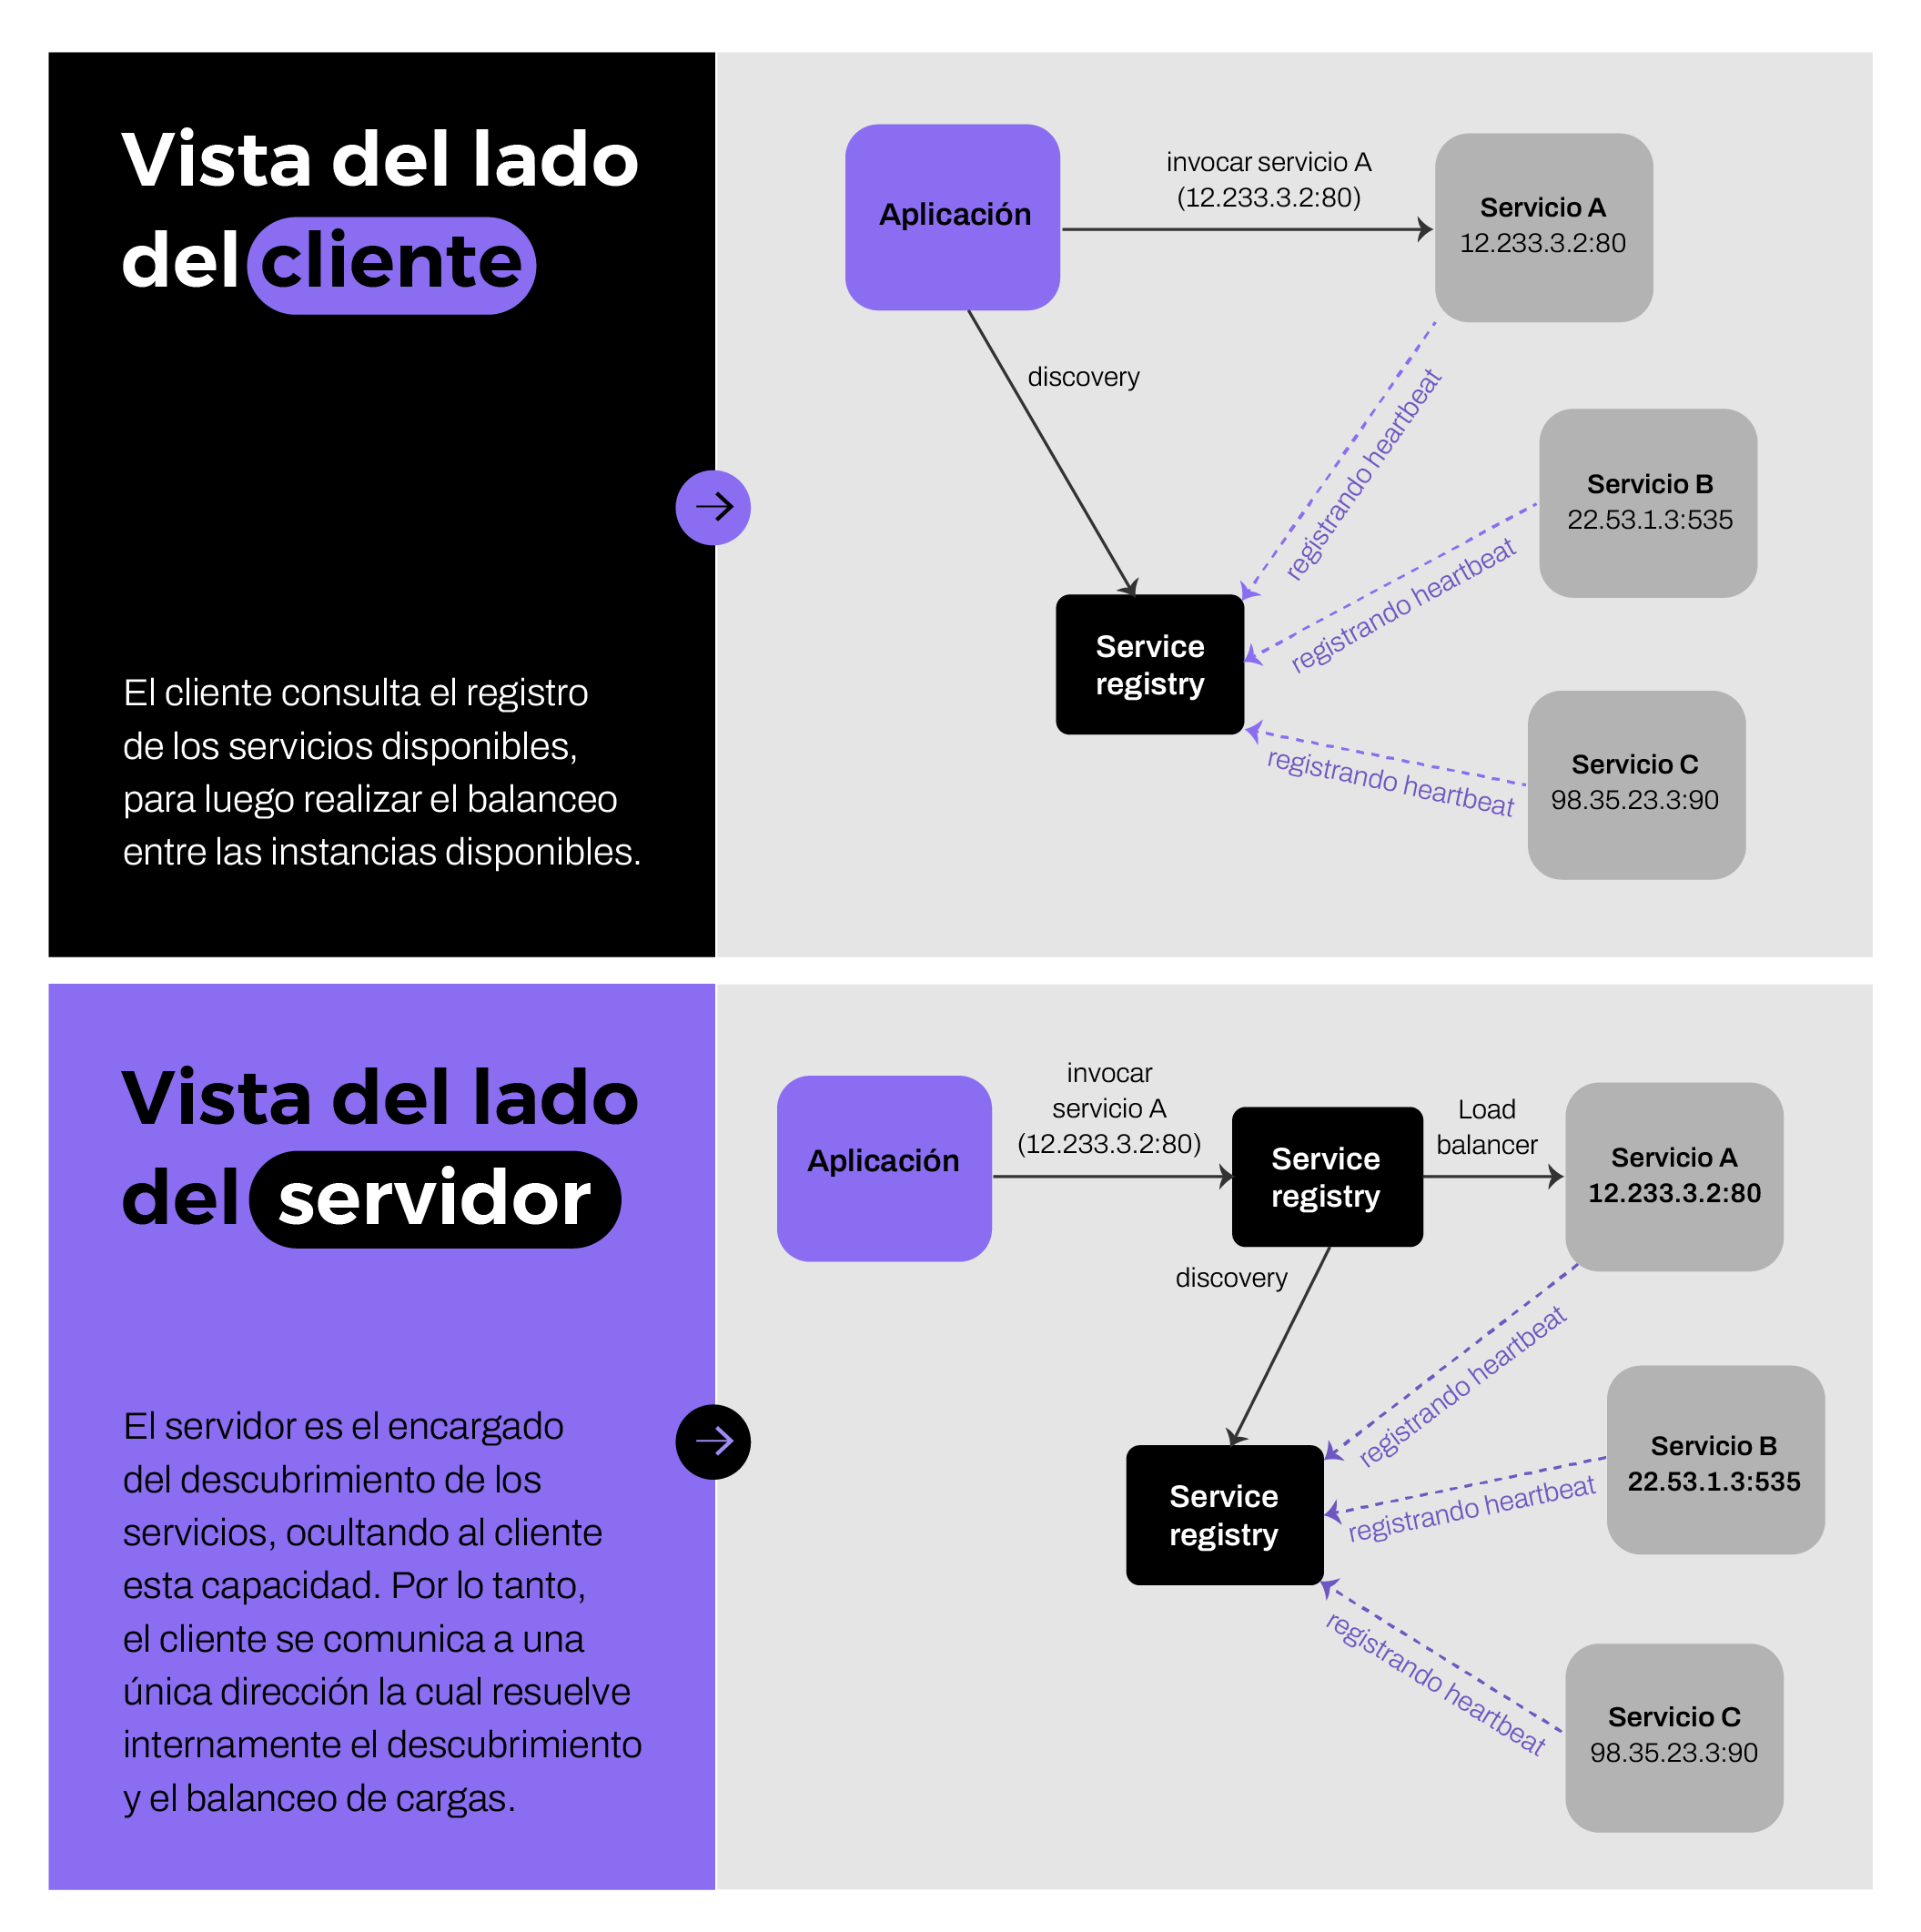 Vista del lado
del cliente
El cliente consulta el registro
de los servicios disponibles,
para luego realizar el balanceo
entre las instancias disponibles.
Aplicación
invocar servicio A
(12.233.3.2:80)
Servicio A
12.233.3.2:80
discovery
registrando heartbeat
Servicio B
22.53.1.3:535
registrando heartbeat
Service
registry
Servicio C
98.35.23.3:90
registrando heartbeat
Vista del lado
del servidor
El servidor es el encargado
del descubrimiento de los
servicios, ocultando al cliente
esta capacidad. Por lo tanto,
el cliente se comunica a una
única dirección la cual resuelve
internamente el descubrimiento
y el balanceo de cargas.
Aplicación
invocar
servicio A
(12.233.3.2:80)
Service
registry
Load
balancer
Servicio A
12.233.3.2:80
discovery
registrando heartbeat
Servicio B
22.53.1.3:535
registrando heartbeat
Service
registry
registrando heartbeat
Servicio C
98.35.23.3:90